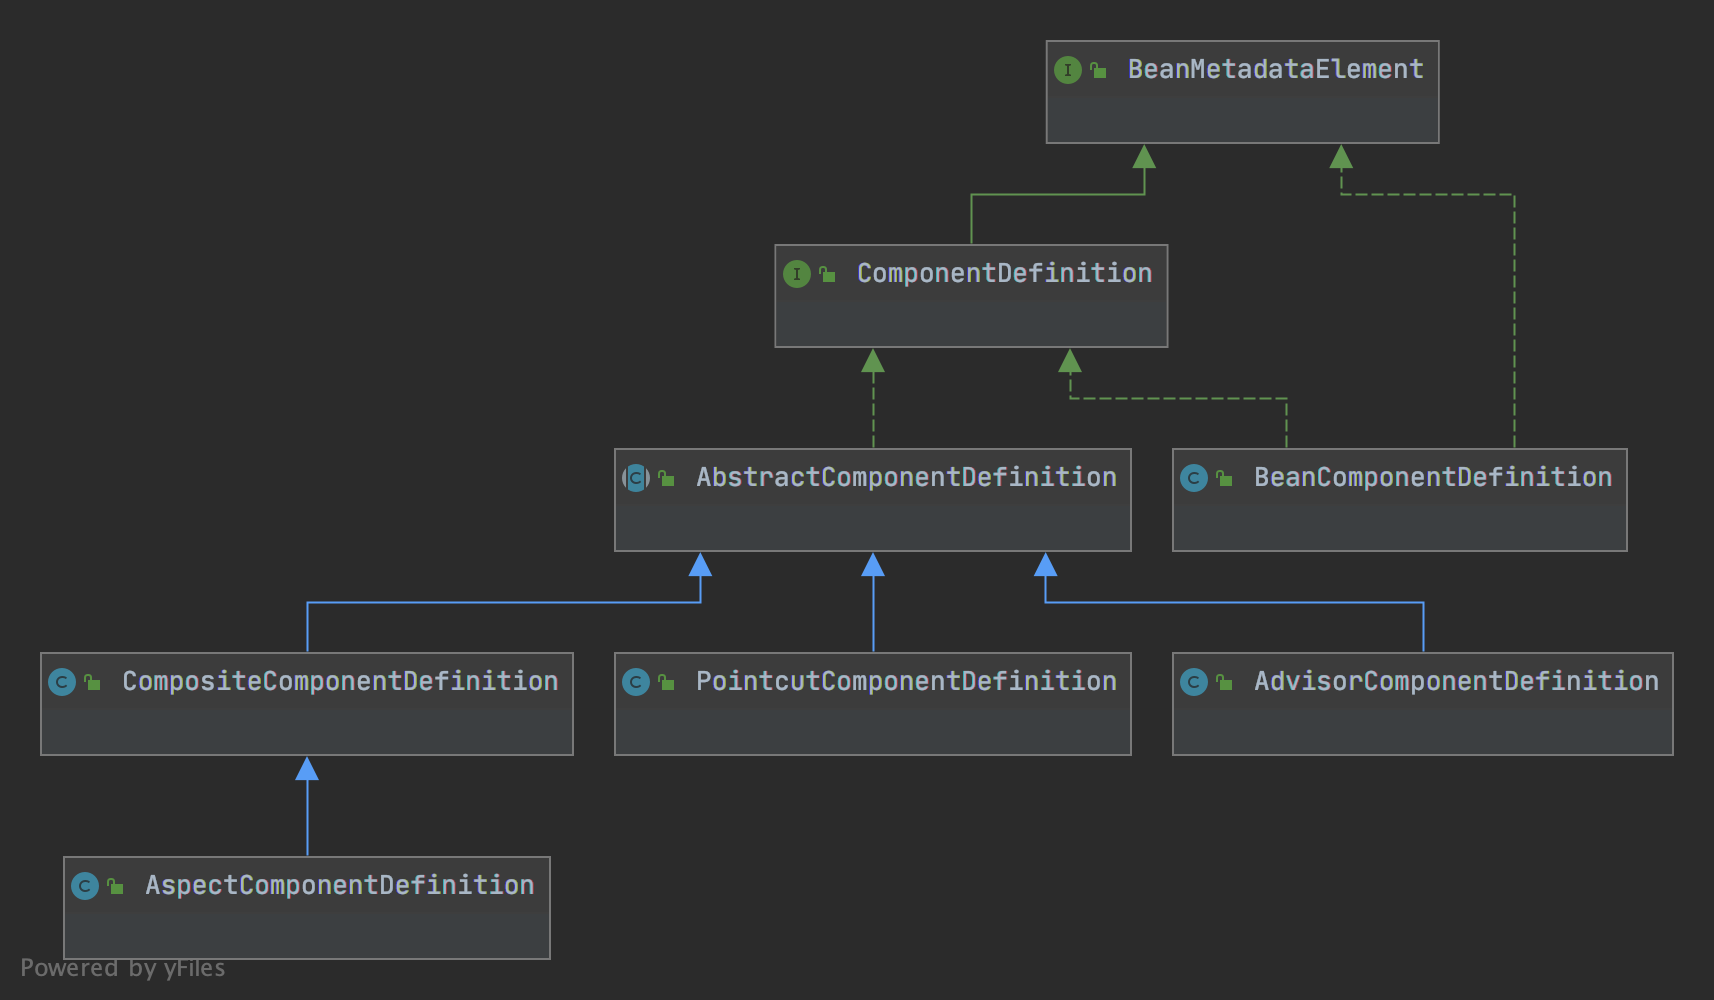 I BeanMetadataElement
I ComponentDefinition
C AbstractComponentDefinition
C BeanComponentDefinition
C CompositeComponentDefinition
C PointcutComponentDefinition
C AdvisorComponentDefinition
C AspectComponentDefinition
Powered by yFiles